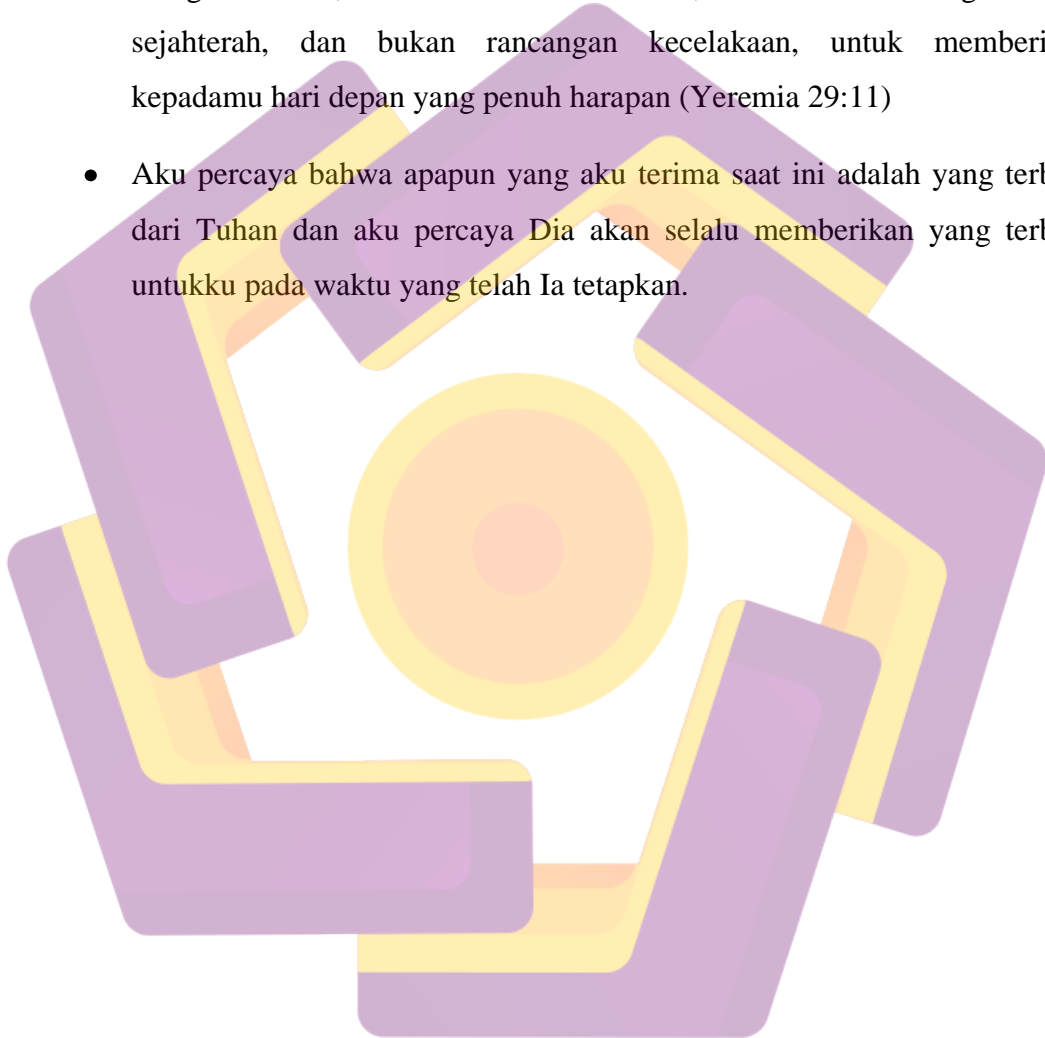 sejahterah, dan bukan rancangan kecelakaan, untuk memberi
kepadamu hari depan yang penuh harapan (Yeremia 29:11)
• Aku percaya bahwa apapun yang aku terima saat ini adalah yang
dari Tuhan dan aku percaya Dia akan selalu memberikan yang
untukku pada waktu yang telah Ia tetapkan.